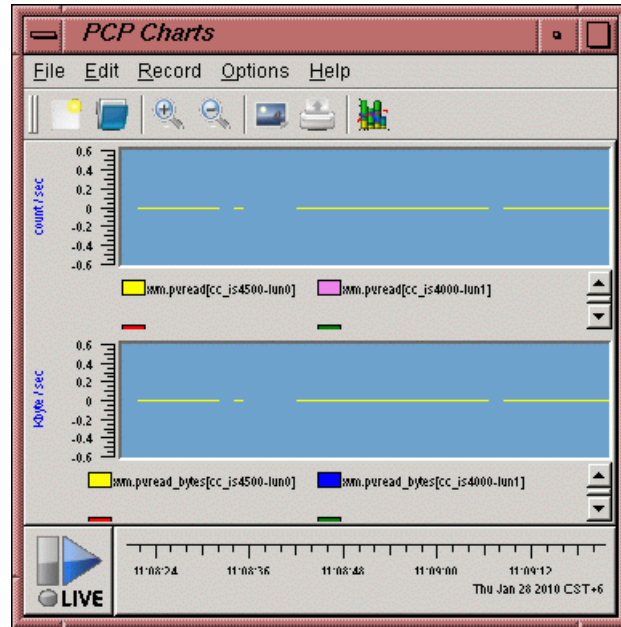 PCP Charts
File Edit Record Options Help
0.6
0.4
0.2
0
-0.2
-0.4
-0.6
count / sec
xvm.pvread[cc_is4500-lun0] xvm.pvread[cc_is4000-lun1]
0.6
0.4
0.2
0
-0.2
-0.4
-0.6
Kbyte / sec
xvm.pvread_bytes[cc_is4500-lun0] xvm.pvread_bytes[cc_is4000-lun1]
11:08:24 11:08:36 11:08:48 11:09:00 11:09:12
Thu Jan 28 2010 CST+6
LIVE